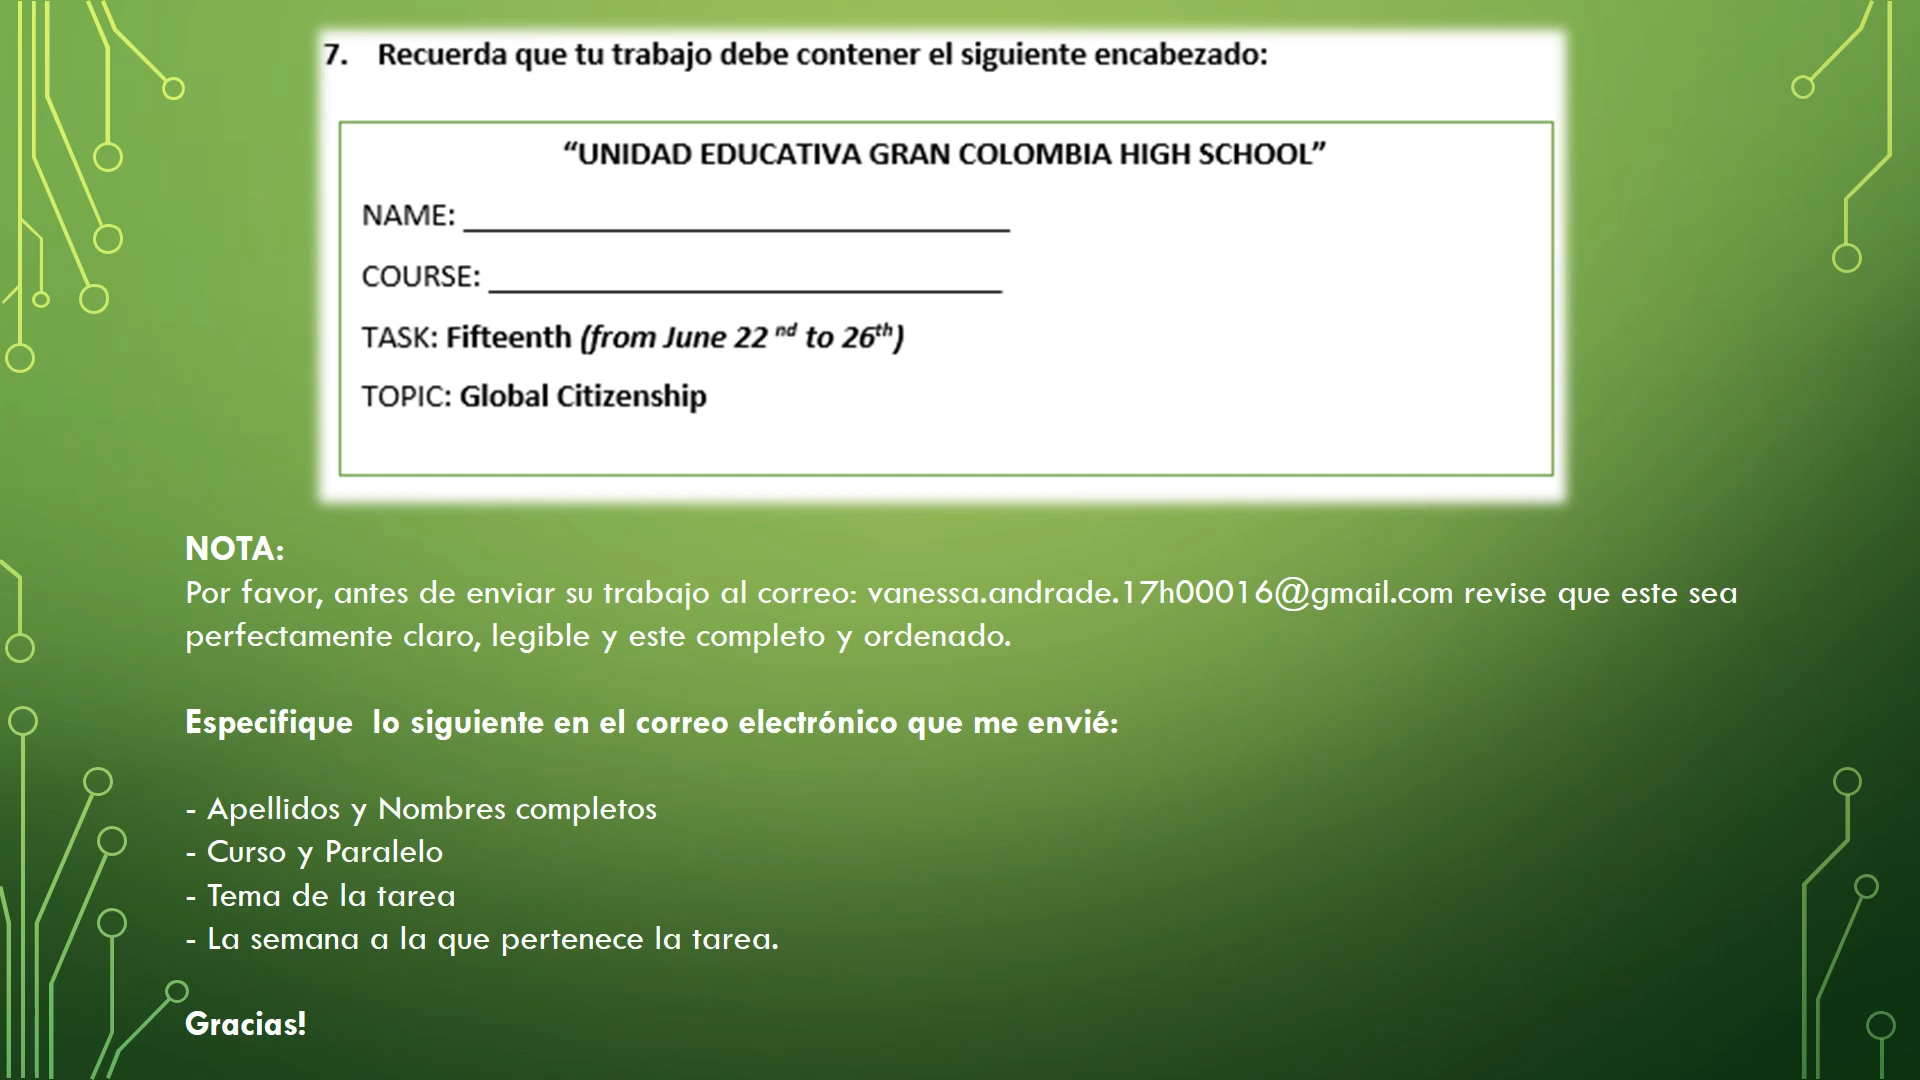 7. Recuerda que tu trabajo debe contener el siguiente encabezado:
“UNIDAD EDUCATIVA GRAN COLOMBIA HIGH SCHOOL”
NAME: ___________________________________
COURSE: _________________________________
TASK: Fifteenth (from June 22 nd to 26th)
TOPIC: Global Citizenship
NOTA:
Por favor, antes de enviar su trabajo al correo: vanessa.andrade.17h00016@gmail.com revise que este sea
perfectamente claro, legible y este completo y ordenado.
Especifique  lo siguiente en el correo electrónico que me envié:
- Apellidos y Nombres completos
- Curso y Paralelo
- Tema de la tarea
- La semana a la que pertenece la tarea.
Gracias!